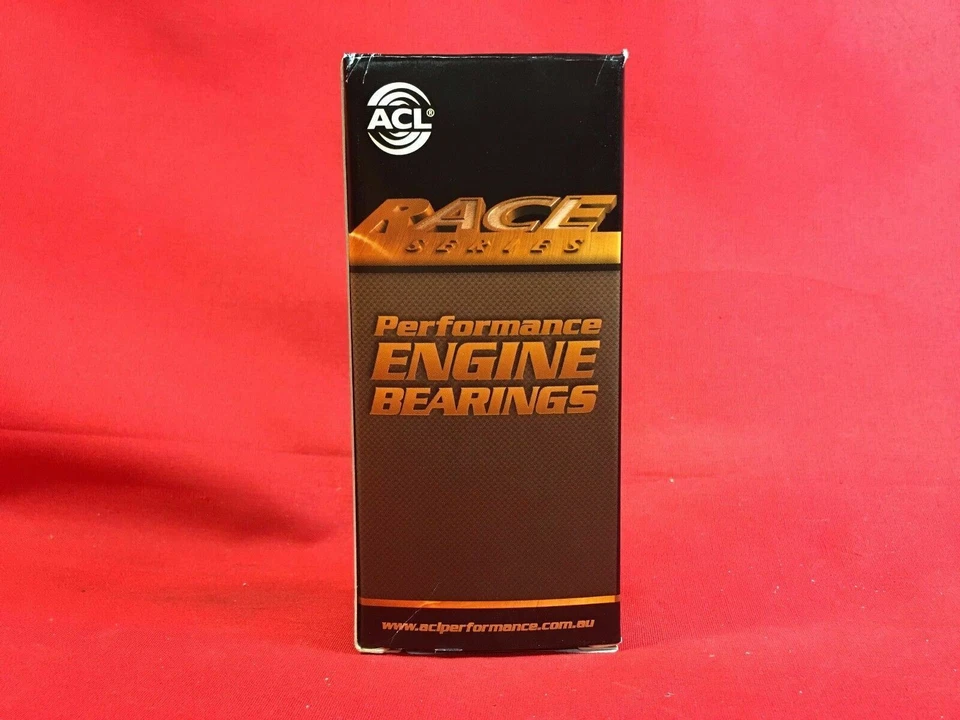 ACL®
RACE
SERIES
Performance
ENGINE
BEARINGS
www.aclperformance.com.au